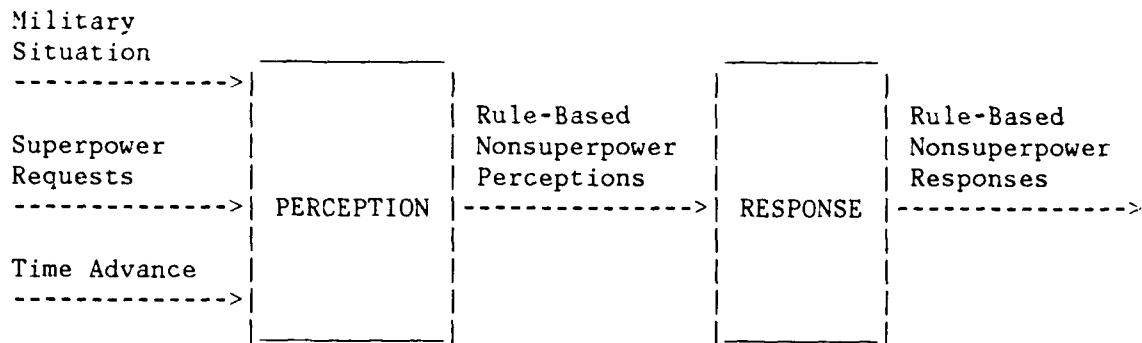 Military
Situation
Superpower
Requests
Time Advance
PERCEPTION
Rule-Based
Nonsuperpower
Perceptions
RESPONSE
Rule-Based
Nonsuperpower
Responses